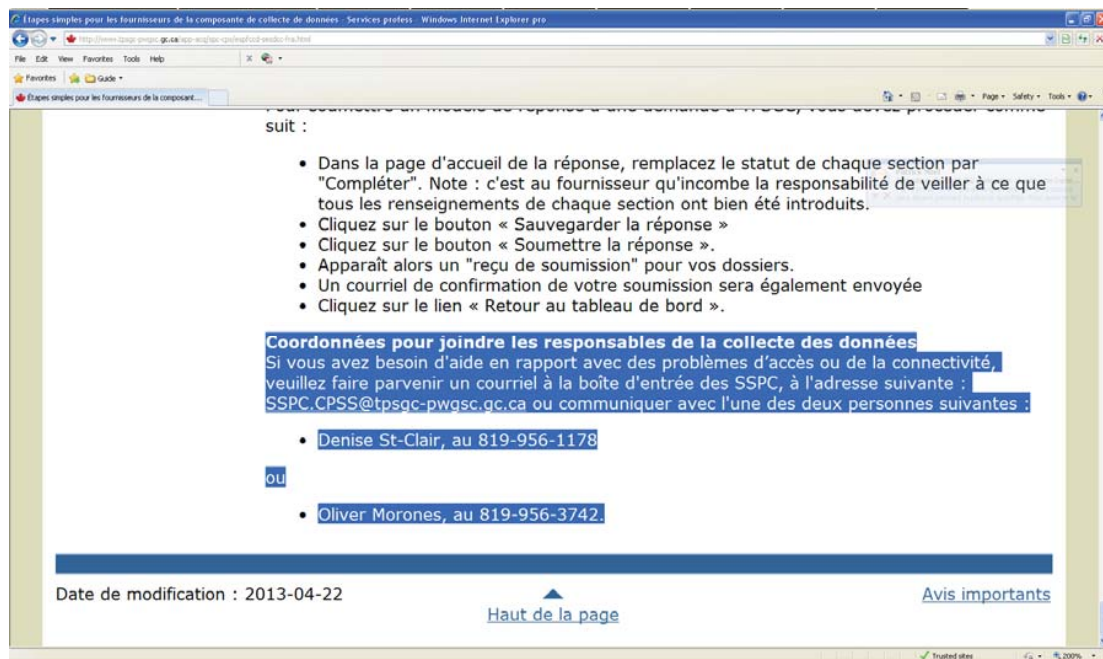 Étapes simples pour les fournisseurs de la composante de collecte de données - Services profess - Windows Internet Explorer pro
File Edit View Favorites Tools Help
Favorites Guide
Étapes simples pour les fournisseurs de la composant...
Page Safety Tools
suit :
• Dans la page d'accueil de la réponse, remplacez le statut de chaque section par
"Compléter". Note : c'est au fournisseur qu'incombe la responsabilité de veiller à ce que
tous les renseignements de chaque section ont bien été introduits.
• Cliquez sur le bouton « Sauvegarder la réponse »
• Cliquez sur le bouton « Soumettre la réponse ».
• Apparaît alors un "reçu de soumission" pour vos dossiers.
• Un courriel de confirmation de votre soumission sera également envoyée
• Cliquez sur le lien « Retour au tableau de bord ».
Coordonnées pour joindre les responsables de la collecte des données
Si vous avez besoin d'aide en rapport avec des problèmes d’accès ou de la connectivité,
veuillez faire parvenir un courriel à la boîte d'entrée des SSPC, à l'adresse suivante :
SSPC.CPSS@tpsgc-pwgsc.gc.ca ou communiquer avec l'une des deux personnes suivantes :
• Denise St-Clair, au 819-956-1178
ou
• Oliver Morones, au 819-956-3742.
Date de modification : 2013-04-22
Haut de la page
Avis importants
Trusted sites
200%